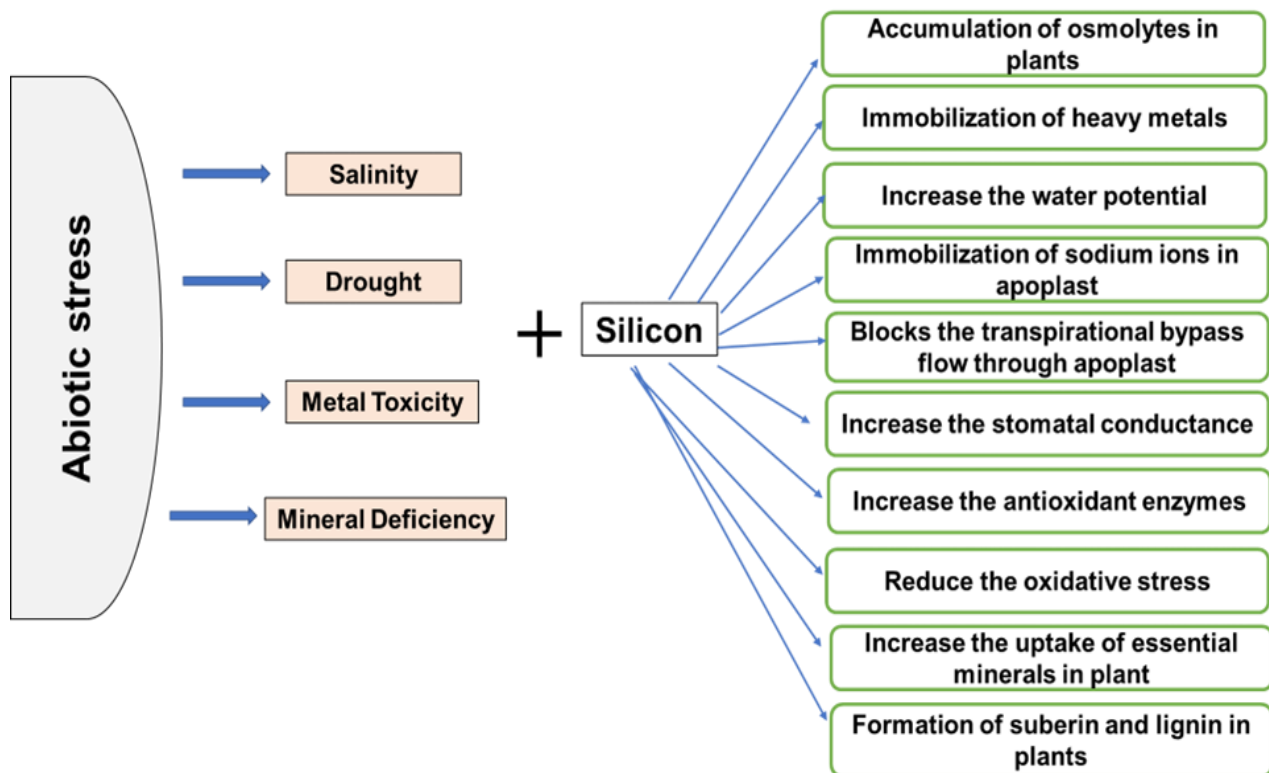 Abiotic stress
Salinity
Drought
Metal Toxicity
Mineral Deficiency
+
Silicon
Accumulation of osmolytes in
plants
Immobilization of heavy metals
Increase the water potential
Immobilization of sodium ions in
apoplast
Blocks the transpirational bypass
flow through apoplast
Increase the stomatal conductance
Increase the antioxidant enzymes
Reduce the oxidative stress
Increase the uptake of essential
minerals in plant
Formation of suberin and lignin in
plants